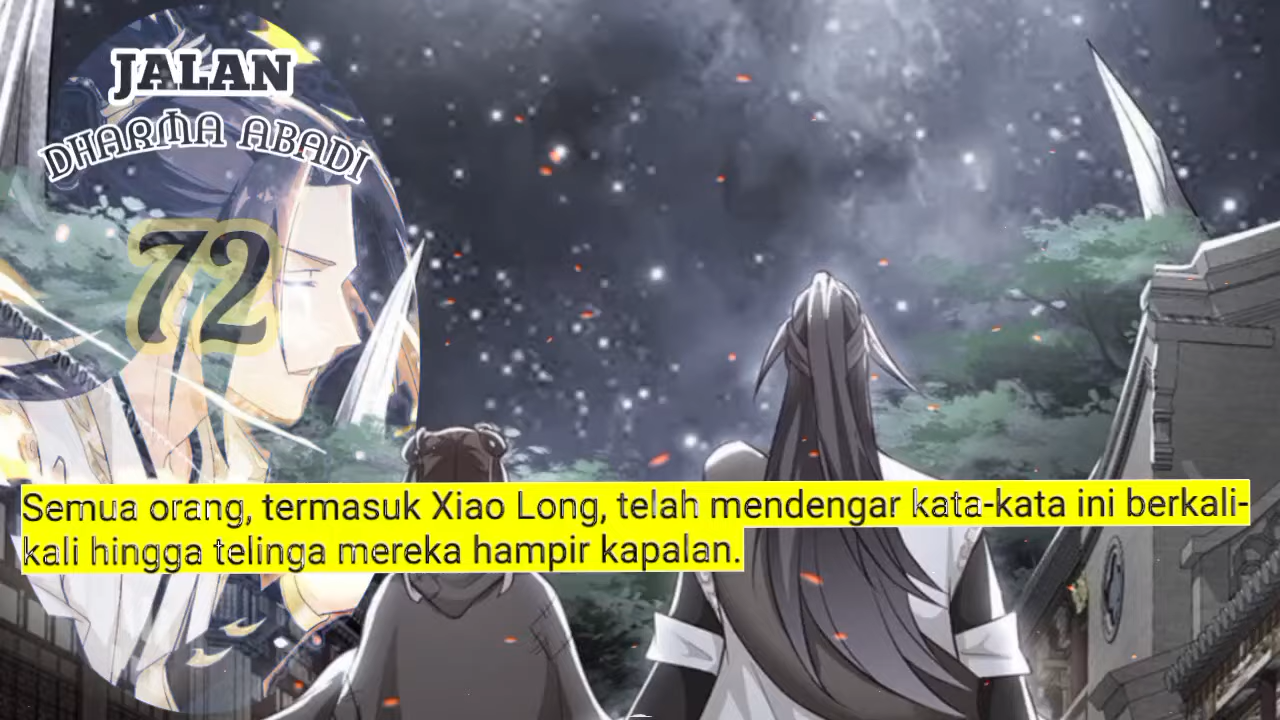 JALAN
DHARMA ABADI
72
Semua orang, termasuk Xiao Long, telah mendengar kata-kata ini berkali-
kali hingga telinga mereka hampir kapalan.